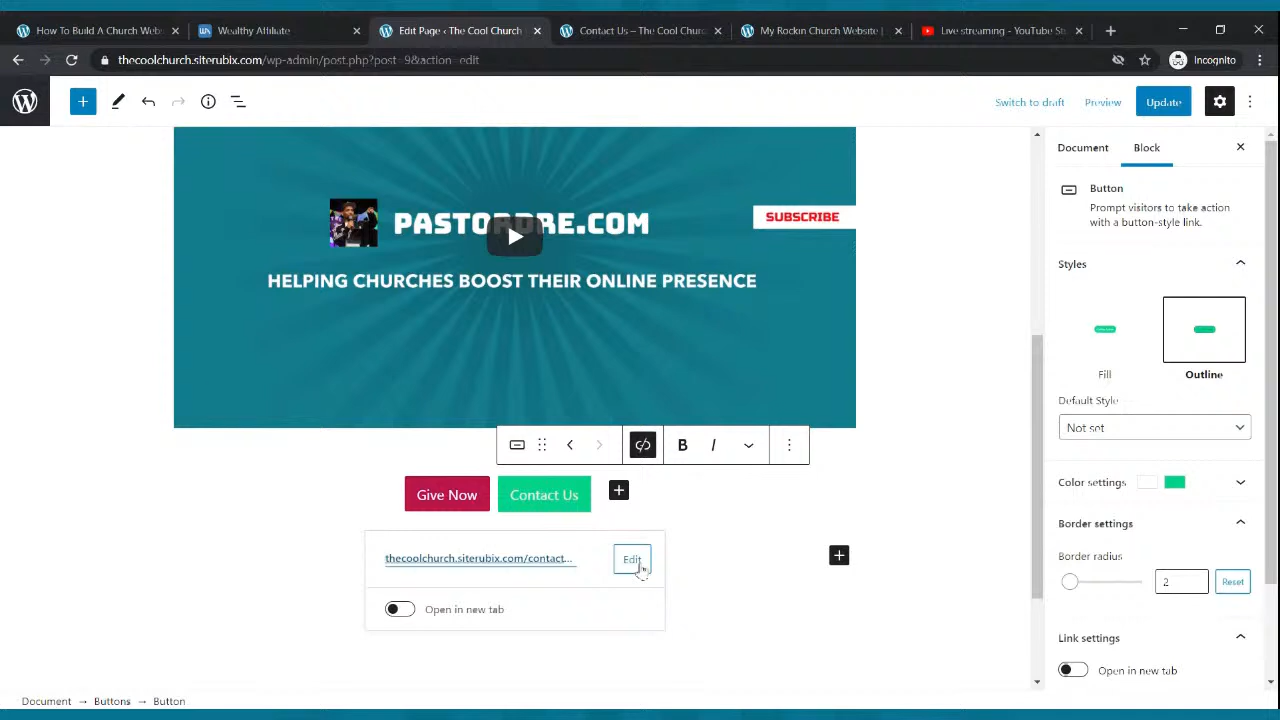 How To Build A Church Webs
Wealthy Affiliate
Edit Page ‹ The Cool Church
Contact Us – The Cool Churc
My Rockin Church Website |
Live streaming - YouTube St
thecoolchurch.siterubix.com/wp-admin/post.php?post=9&action=edit
Incognito
Switch to draft
Preview
Update
Document
Block
Button
Prompt visitors to take action
with a button-style link.
Styles
Fill
Outline
Default Style
Not set
Color settings
Border settings
Border radius
2
Reset
Link settings
Open in new tab
PASTORDRE.COM
SUBSCRIBE
HELPING CHURCHES BOOST THEIR ONLINE PRESENCE
B I
Give Now
Contact Us
thecoolchurch.siterubix.com/contact...
Edit
Open in new tab
Document → Buttons → Button